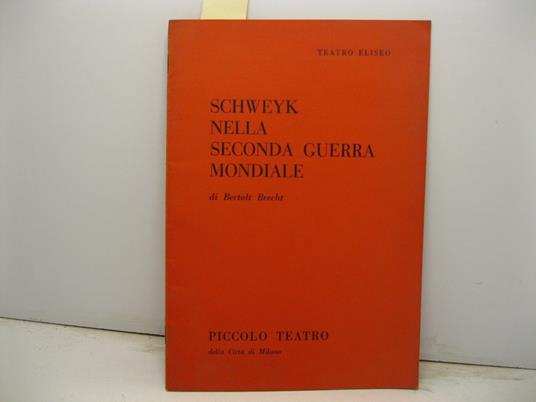 TEATRO ELISEO
SCHWEYK
NELLA
SECONDA GUERRA
MONDIALE
di Bertolt Brecht
PICCOLO TEATRO
della Città di Milano